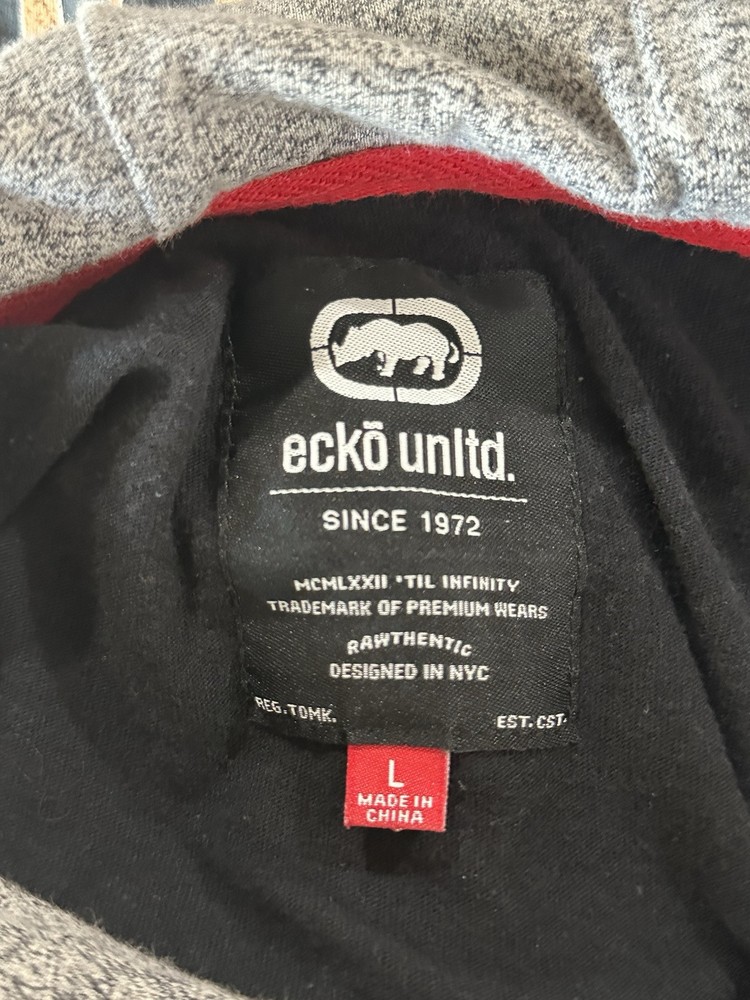 eckō unltd.
SINCE 1972
MCMLXXII 'TIL INFINITY
TRADEMARK OF PREMIUM WEARS
RAWTHENTIC
DESIGNED IN NYC
REG.TDMK.
EST. CST.
L
MADE IN
CHINA